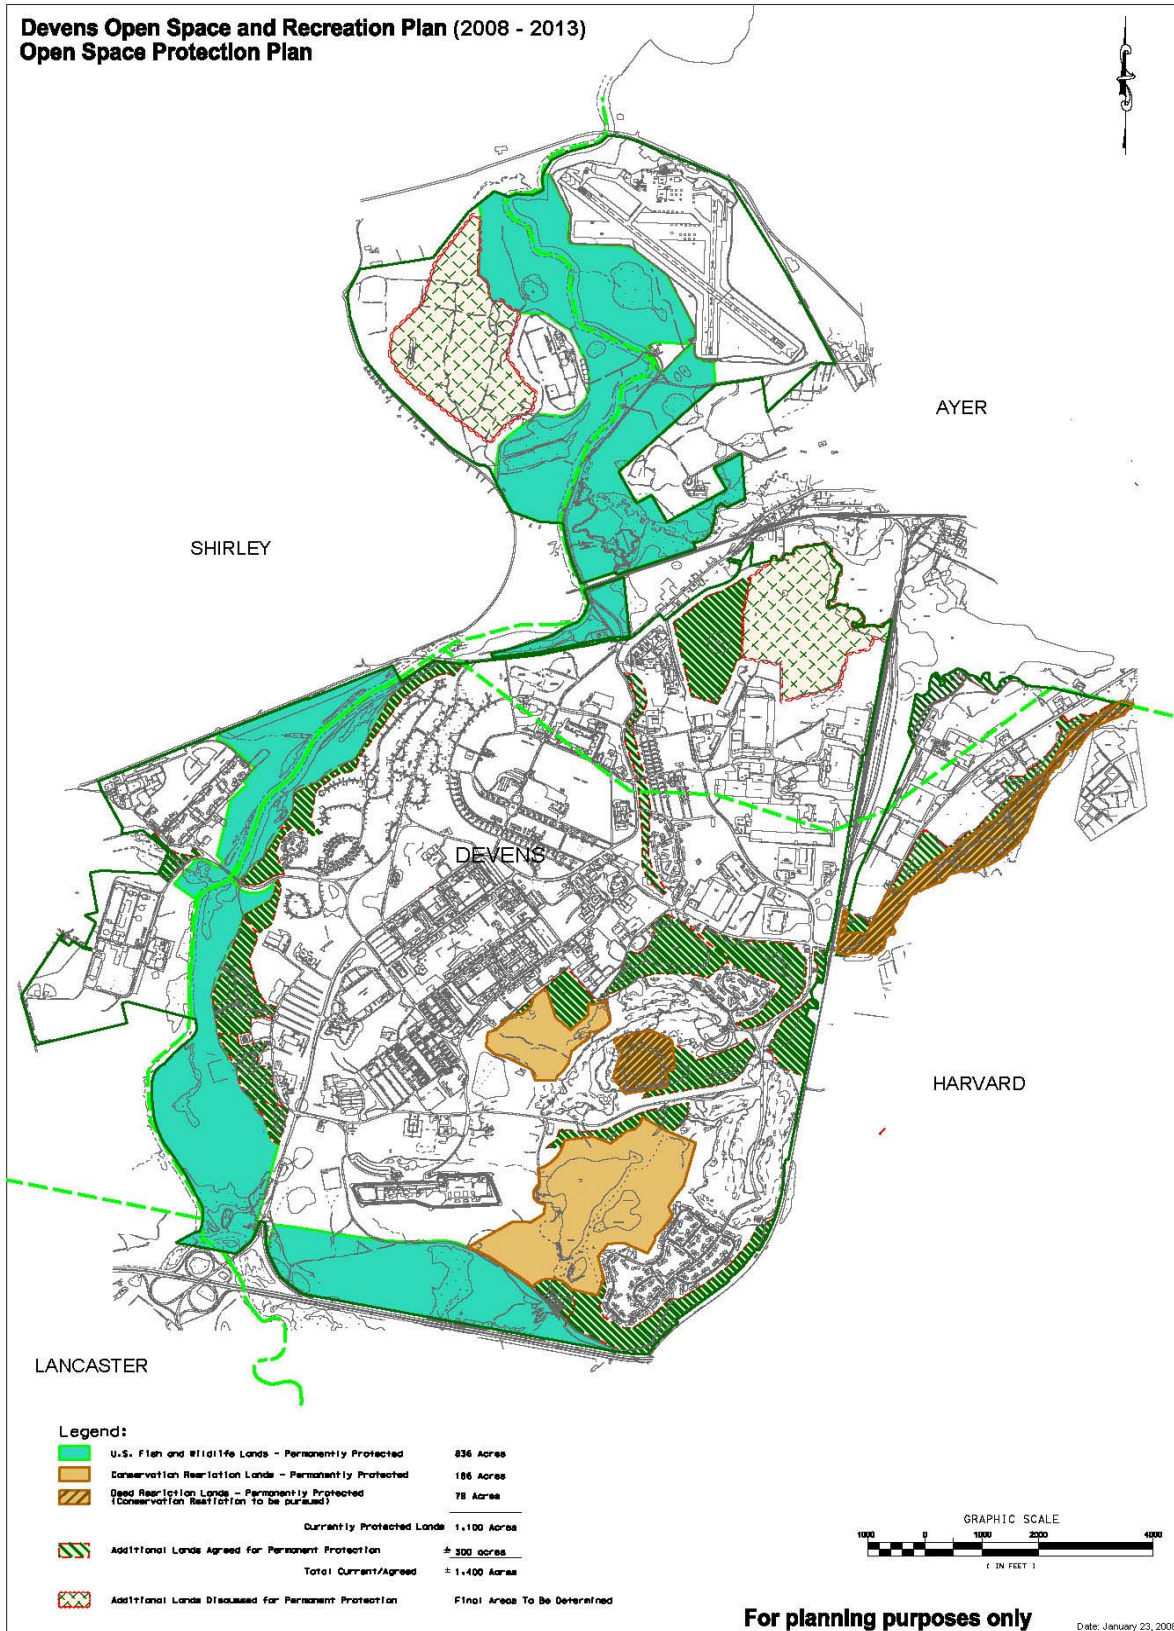 Devens Open Space and Recreation Plan (2008 - 2013)
Open Space Protection Plan
AYER
SHIRLEY
DEVENS
HARVARD
LANCASTER
Legend:
U.S. Fish and Wildlife Lands - Permanently Protected 836 Acres
Conservation Resriction Lands - Permanently Protected 186 Acres
Deed Resriction Lands - Permanently Protected 78 Acres
(Conservation Restiction to be pursued)
Currently Protected Lands 1,100 Acres
Additional Lands Agreed for Permanent Protection ± 300 acres
Total Current/Agreed ± 1,400 Acres
Additional Lands Discussed for Permanent Protection Final Areas To Be Determined
GRAPHIC SCALE
1000 0 1000 2000 4000
( IN FEET )
For planning purposes only
Date: January 23, 2008